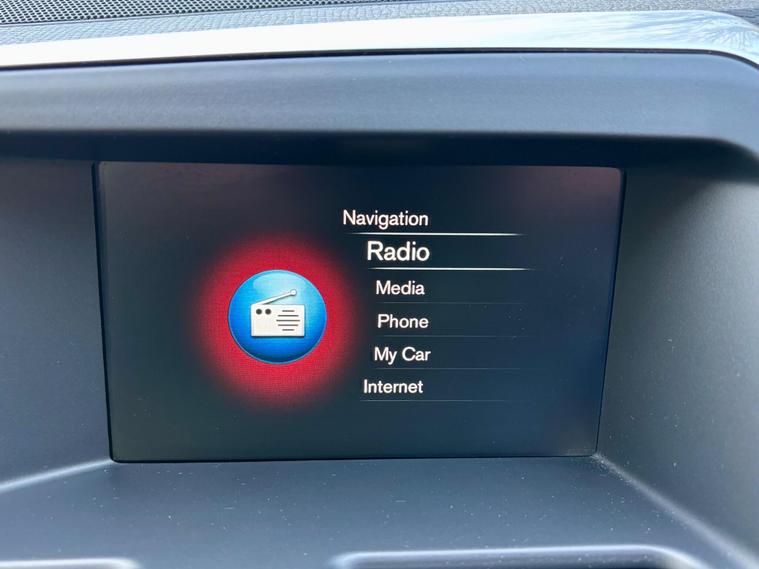 Navigation
Radio
Media
Phone
My Car
Internet